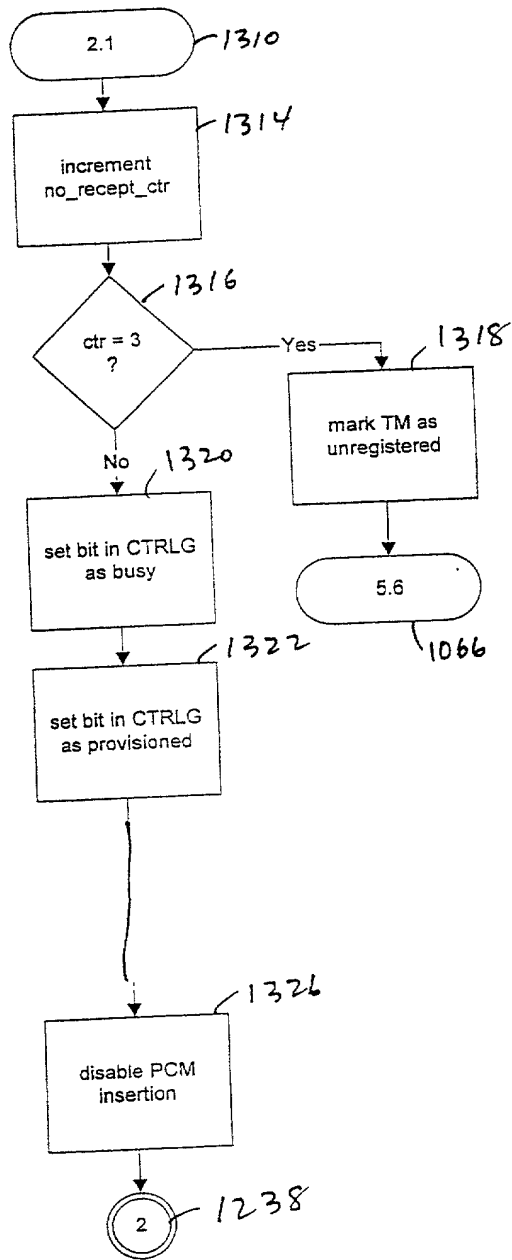 2.1
1310
1314
increment
no_recept_ctr
1316
ctr = 3
?
Yes
1318
mark TM as
unregistered
No
1320
set bit in CTRLG
as busy
5.6
1066
1322
set bit in CTRLG
as provisioned
1326
disable PCM
insertion
2
1238